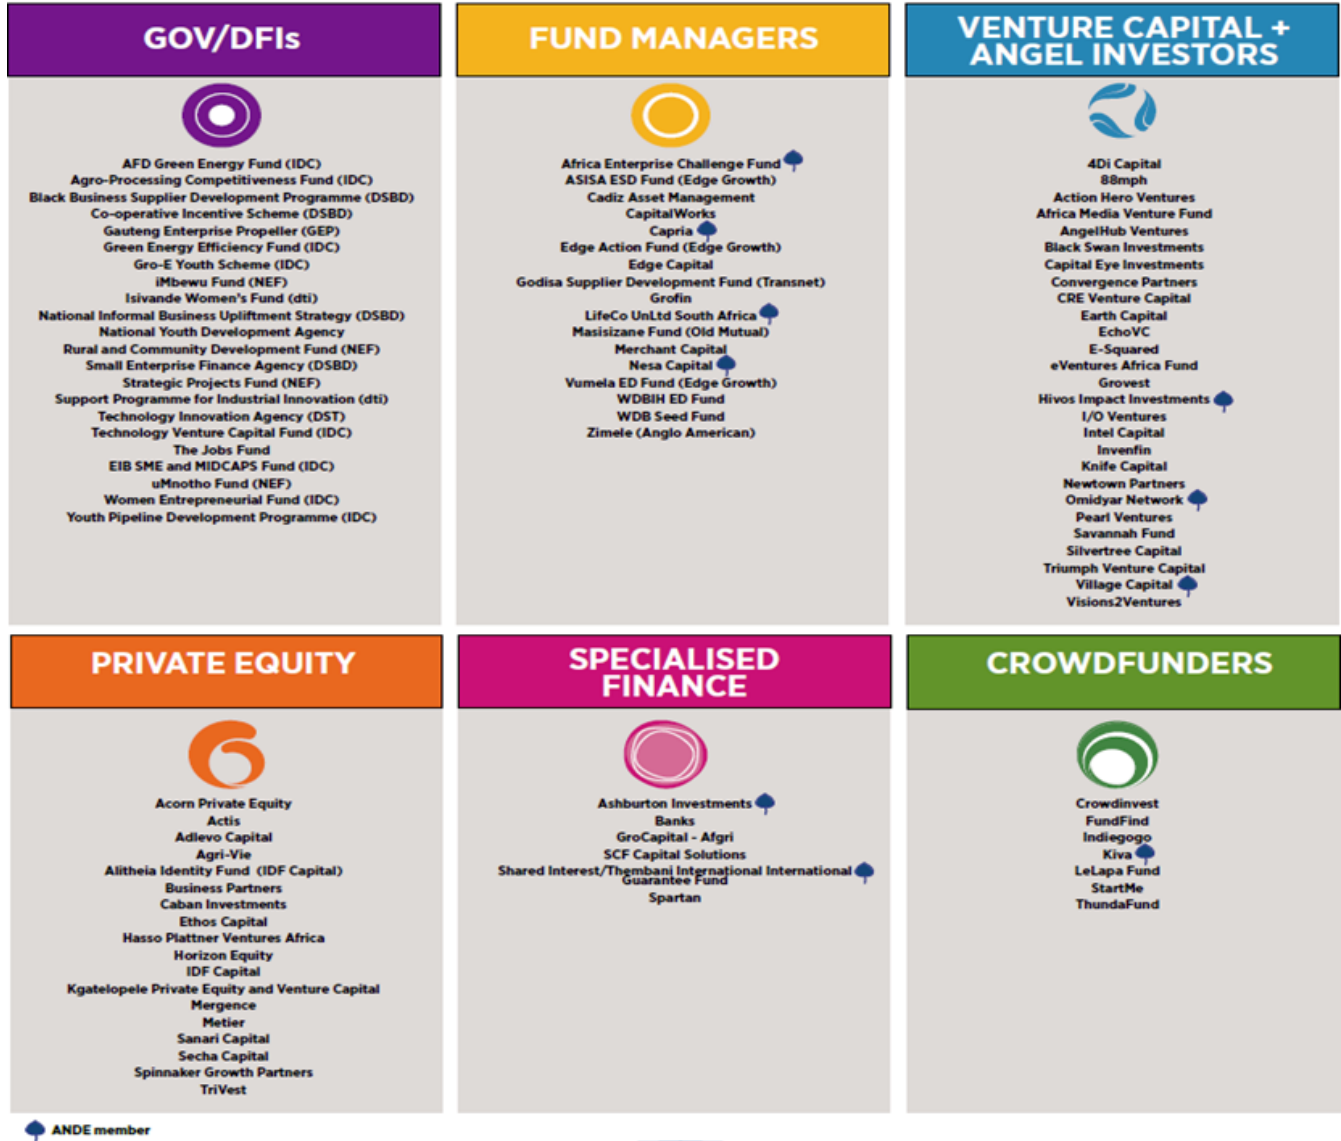 GOV/DFIs
AFD Green Energy Fund (IDC)
Agro-Processing Competitiveness Fund (IDC)
Black Business Supplier Development Programme (DSBD)
Co-operative Incentive Scheme (DSBD)
Gauteng Enterprise Propeller (GEP)
Green Energy Efficiency Fund (IDC)
Gro-E Youth Scheme (IDC)
iMbewu Fund (NEF)
Isivande Women's Fund (dti)
National Informal Business Upliftment Strategy (DSBD)
National Youth Development Agency
Rural and Community Development Fund (NEF)
Small Enterprise Finance Agency (DSBD)
Strategic Projects Fund (NEF)
Support Programme for Industrial Innovation (dti)
Technology Innovation Agency (DST)
Technology Venture Capital Fund (IDC)
The Jobs Fund
EIB SME and MIDCAPS Fund (IDC)
uMnotho Fund (NEF)
Women Entrepreneurial Fund (IDC)
Youth Pipeline Development Programme (IDC)
FUND MANAGERS
Africa Enterprise Challenge Fund
ASISA ESD Fund (Edge Growth)
Cadiz Asset Management
CapitalWorks
Capria
Edge Action Fund (Edge Growth)
Edge Capital
Godisa Supplier Development Fund (Transnet)
Grofin
LifeCo UnLtd South Africa
Masisizane Fund (Old Mutual)
Merchant Capital
Nesa Capital
Vumela ED Fund (Edge Growth)
WDBIH ED Fund
WDB Seed Fund
Zimele (Anglo American)
VENTURE CAPITAL +
ANGEL INVESTORS
4Di Capital
88mph
Action Hero Ventures
Africa Media Venture Fund
AngelHub Ventures
Black Swan Investments
Capital Eye Investments
Convergence Partners
CRE Venture Capital
Earth Capital
EchoVC
E-Squared
eVentures Africa Fund
Grovest
Hivos Impact Investments
I/O Ventures
Intel Capital
Invenfin
Knife Capital
Newtown Partners
Omidyar Network
Pearl Ventures
Savannah Fund
Silvertree Capital
Triumph Venture Capital
Village Capital
Visions2Ventures
PRIVATE EQUITY
Acorn Private Equity
Actis
Adlevo Capital
Agri-Vie
Alitheia Identity Fund (IDF Capital)
Business Partners
Caban Investments
Ethos Capital
Hasso Plattner Ventures Africa
Horizon Equity
IDF Capital
Kgatelopele Private Equity and Venture Capital
Mergence
Metier
Sanari Capital
Secha Capital
Spinnaker Growth Partners
TriVest
SPECIALISED
FINANCE
Ashburton Investments
Banks
GroCapital - Afgri
SCF Capital Solutions
Shared Interest/Thembani International International
Guarantee Fund
Spartan
CROWDFUNDERS
Crowdinvest
FundFind
Indiegogo
Kiva
LeLapa Fund
StartMe
ThundaFund
ANDE member